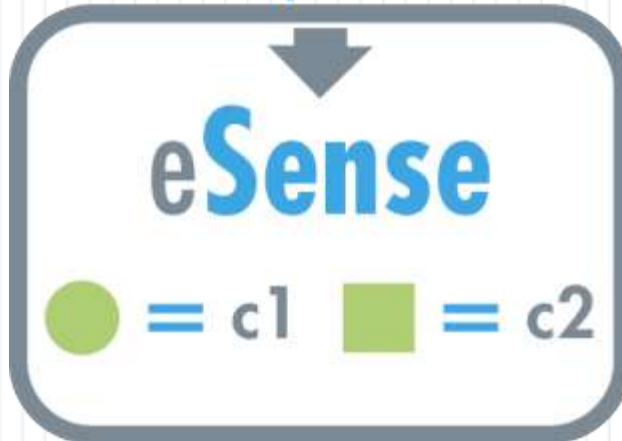 eSense
= c1 = c2